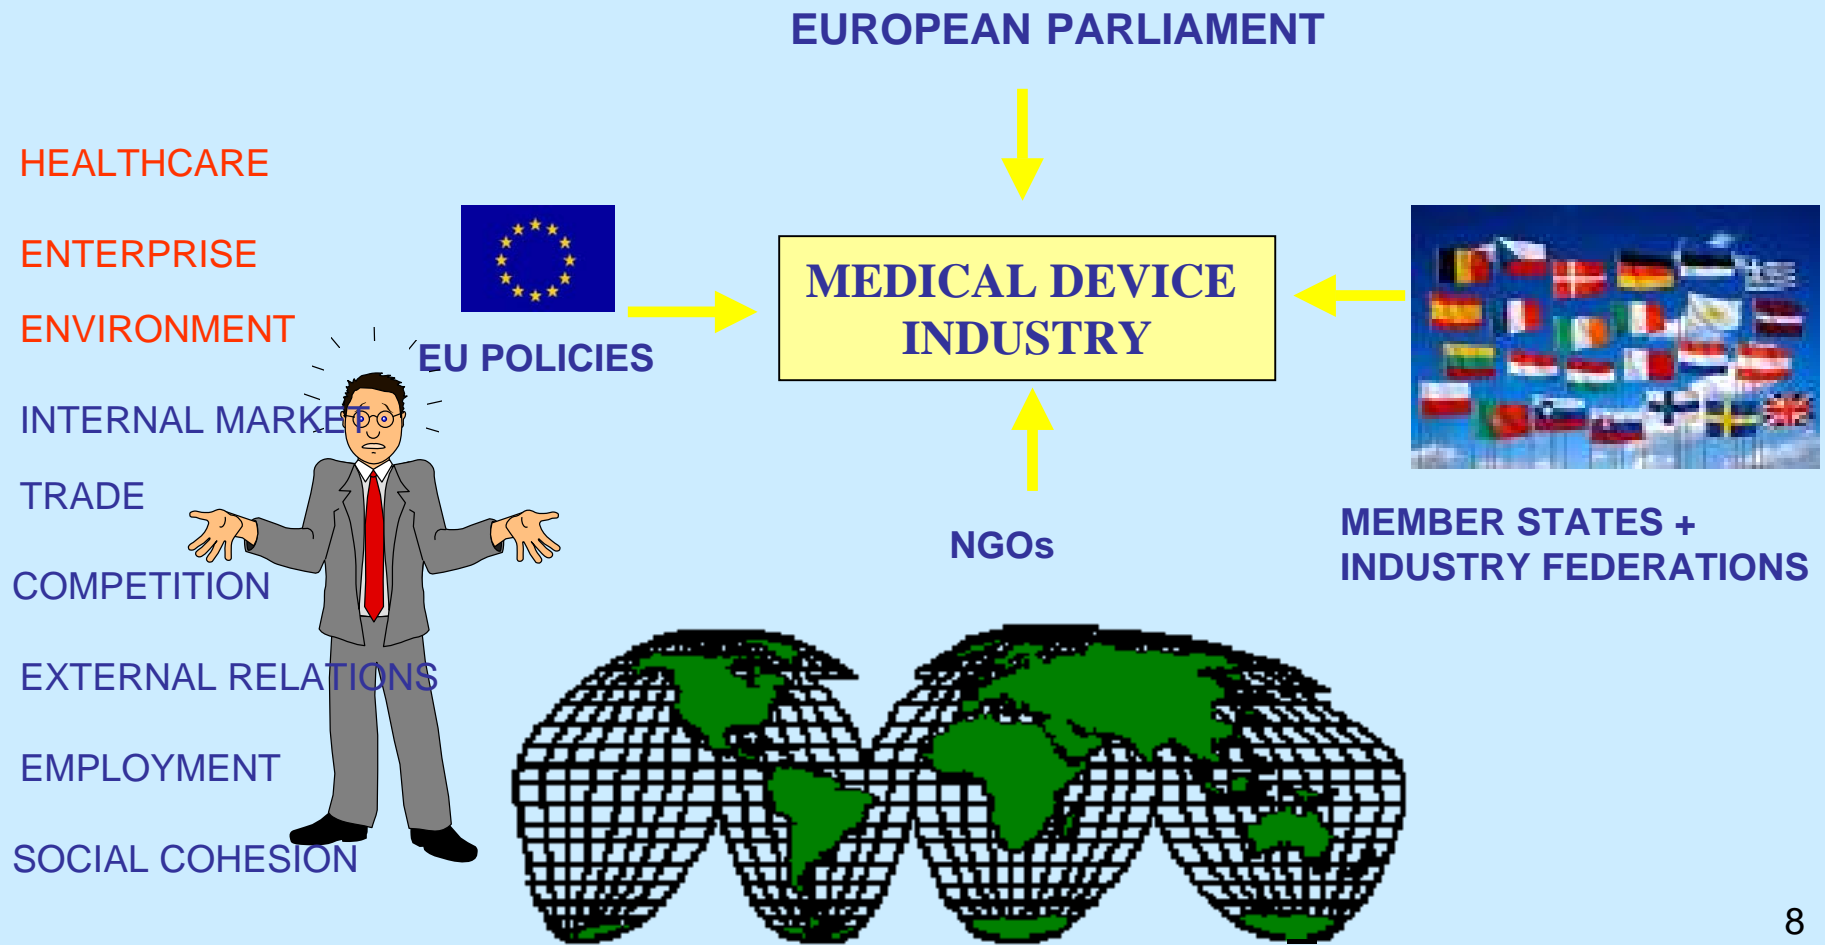 EUROPEAN PARLIAMENT
HEALTHCARE
ENTERPRISE
ENVIRONMENT
INTERNAL MARKET
TRADE
COMPETITION
EXTERNAL RELATIONS
EMPLOYMENT
SOCIAL COHESION
EU POLICIES
MEDICAL DEVICE
INDUSTRY
NGOs
MEMBER STATES +
INDUSTRY FEDERATIONS
8